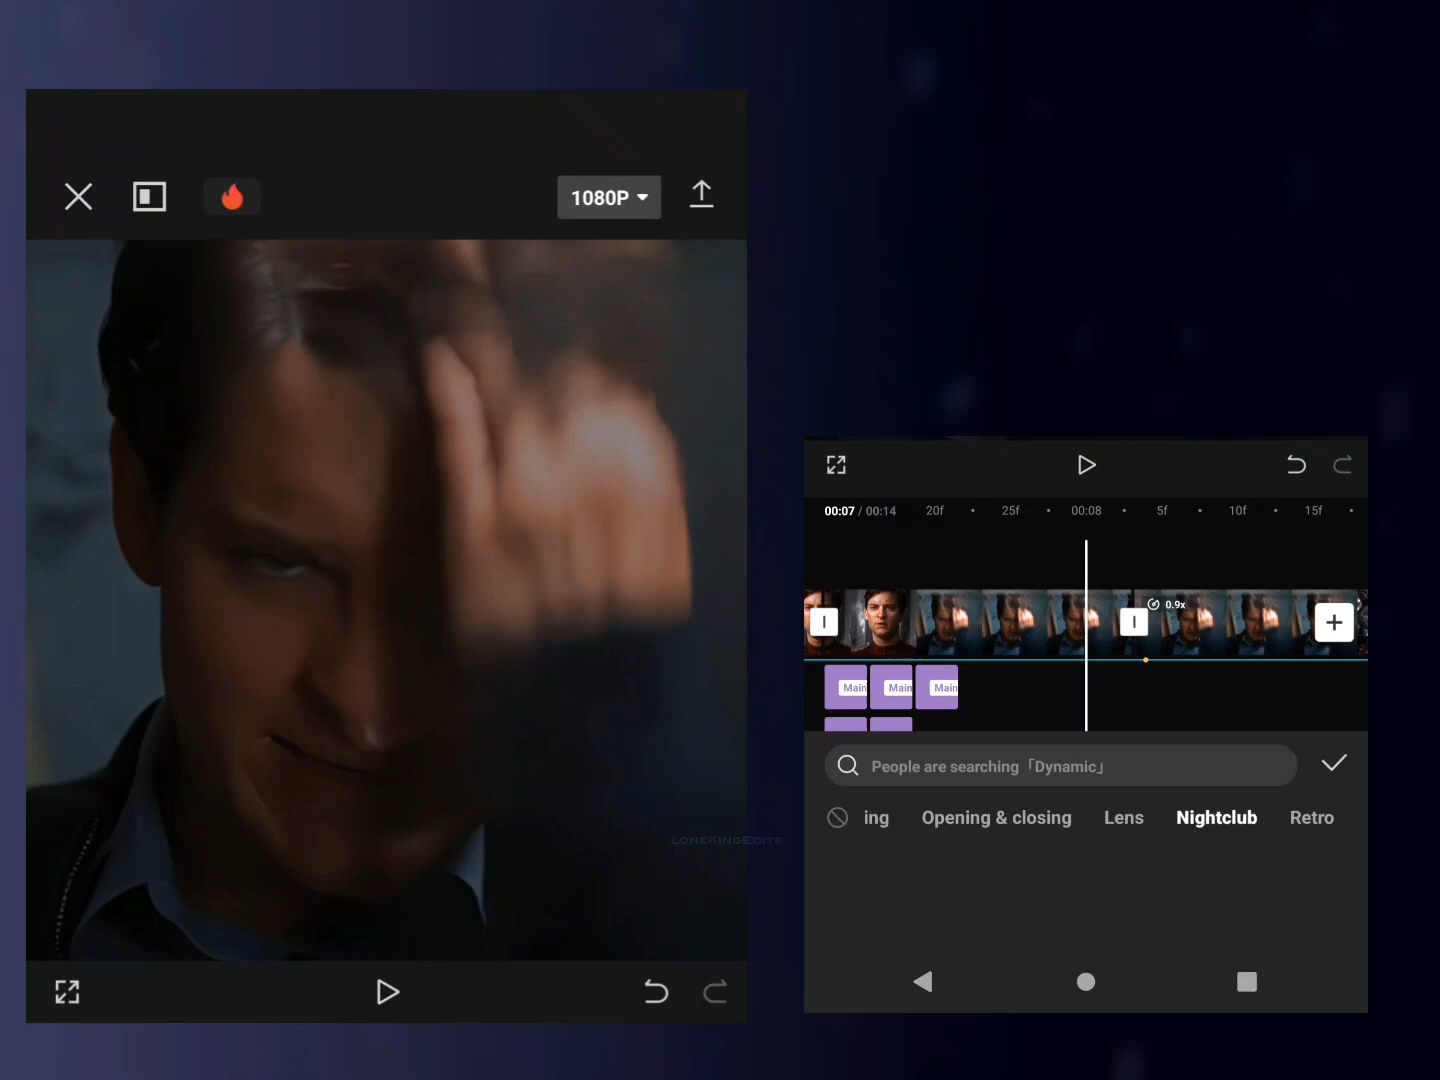 1080P
LONEKINGEDITS
00:07 / 00:14 20f 25f 00:08 5f 10f 15f
0.9x
Main Main Main
People are searching「Dynamic」
ing Opening & closing Lens Nightclub Retro